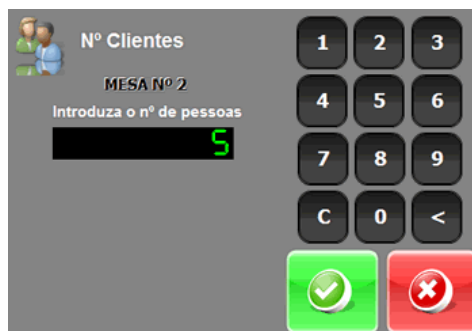 Nº Clientes
MESA Nº 2
Introduza o nº de pessoas
5
1 2 3
4 5 6
7 8 9
C 0 <